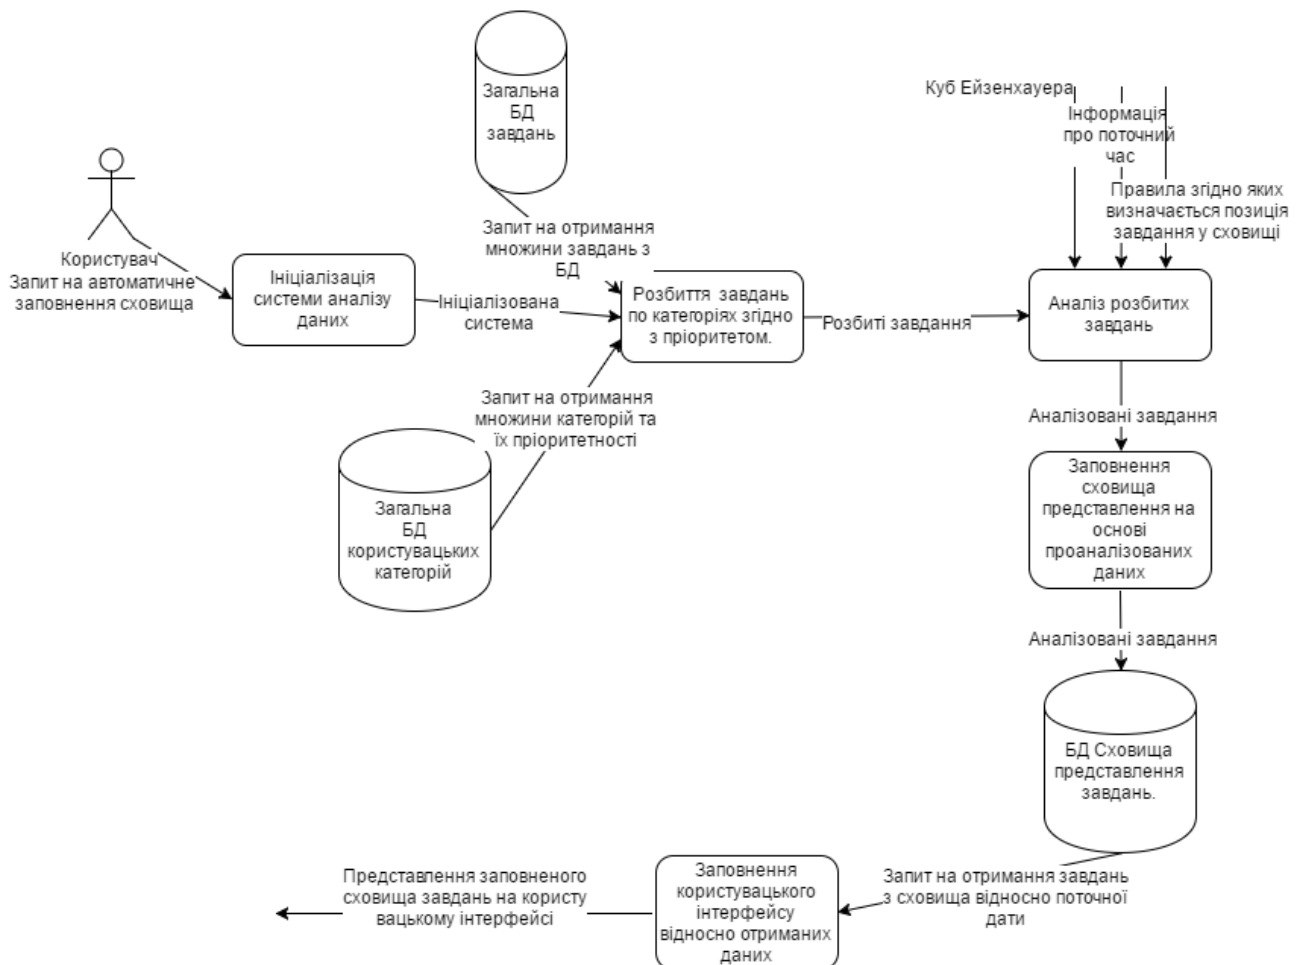 Загальна
БД
завдань
Куб Ейзенхауера
Інформація
про поточний
час
Правила згідно яких
визначається позиція
завдання у сховищі
Користувач
Запит на автоматичне
заповнення сховища
Ініціалізація
системи аналізу
даних
Запит на отримання
множини завдань з
БД
Ініціалізована
система
Розбиття завдань
по категоріях згідно
з пріоритетом.
Розбиті завдання
Аналіз розбитих
завдань
Запит на отримання
множини категорій та
їх пріоритетності
Загальна
БД
користувацьких
категорій
Аналізовані завдання
Заповнення
сховища
представлення на
основі
проаналізованих
даних
Аналізовані завдання
БД Сховища
представлення
завдань.
Запит на отримання завдань
з сховища відносно поточної
дати
Заповнення
користувацького
інтерфейсу
відносно отриманих
даних
Представлення заповненого
сховища завдань на користу
вацькому інтерфейсі